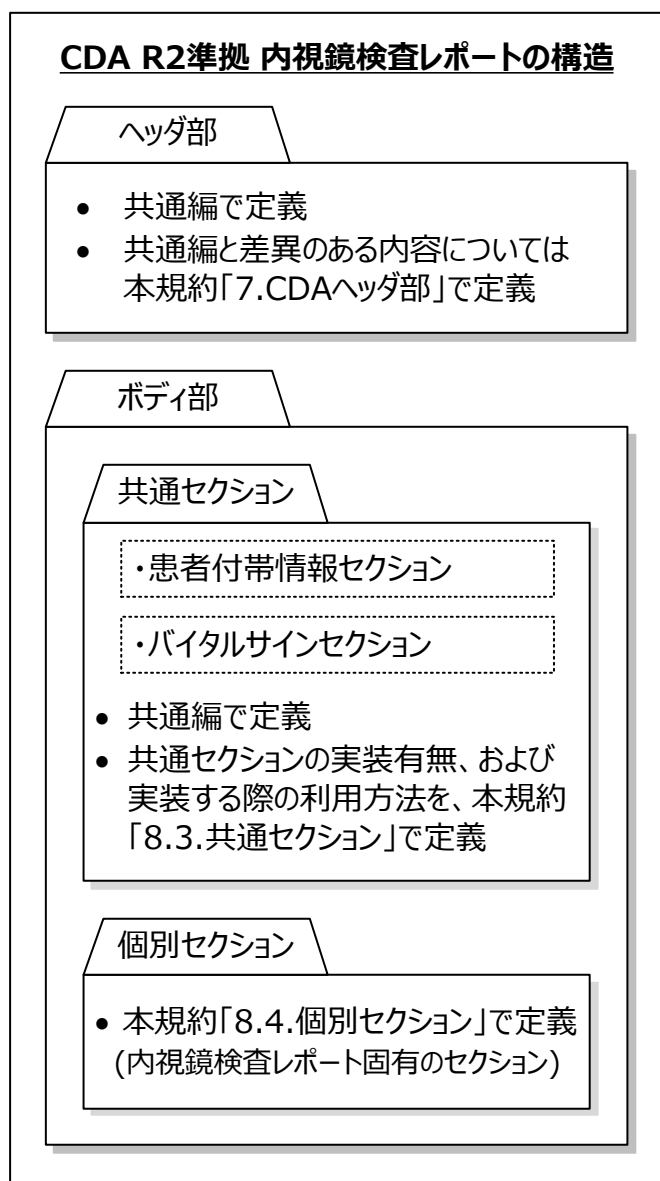 CDA R2準拠 内視鏡検査レポートの構造
ヘッダ部
• 共通編で定義
• 共通編と差異のある内容については
本規約「7.CDAヘッダ部」で定義
ボディ部
共通セクション
・患者付帯情報セクション
・バイタルサインセクション
• 共通編で定義
• 共通セクションの実装有無、および
実装する際の利用方法を、本規約
「8.3.共通セクション」で定義
個別セクション
• 本規約「8.4.個別セクション」で定義
(内視鏡検査レポート固有のセクション)